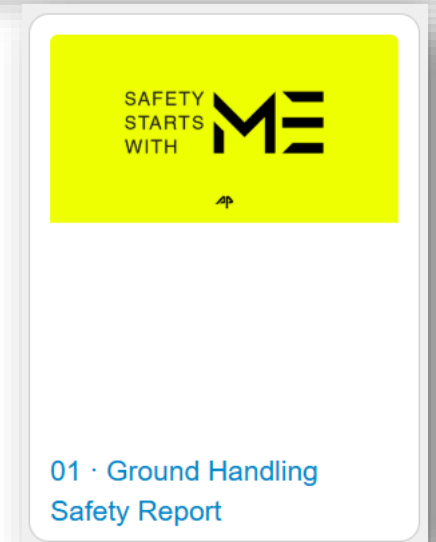 SAFETY
STARTS
WITH
ME
01 · Ground Handling
Safety Report